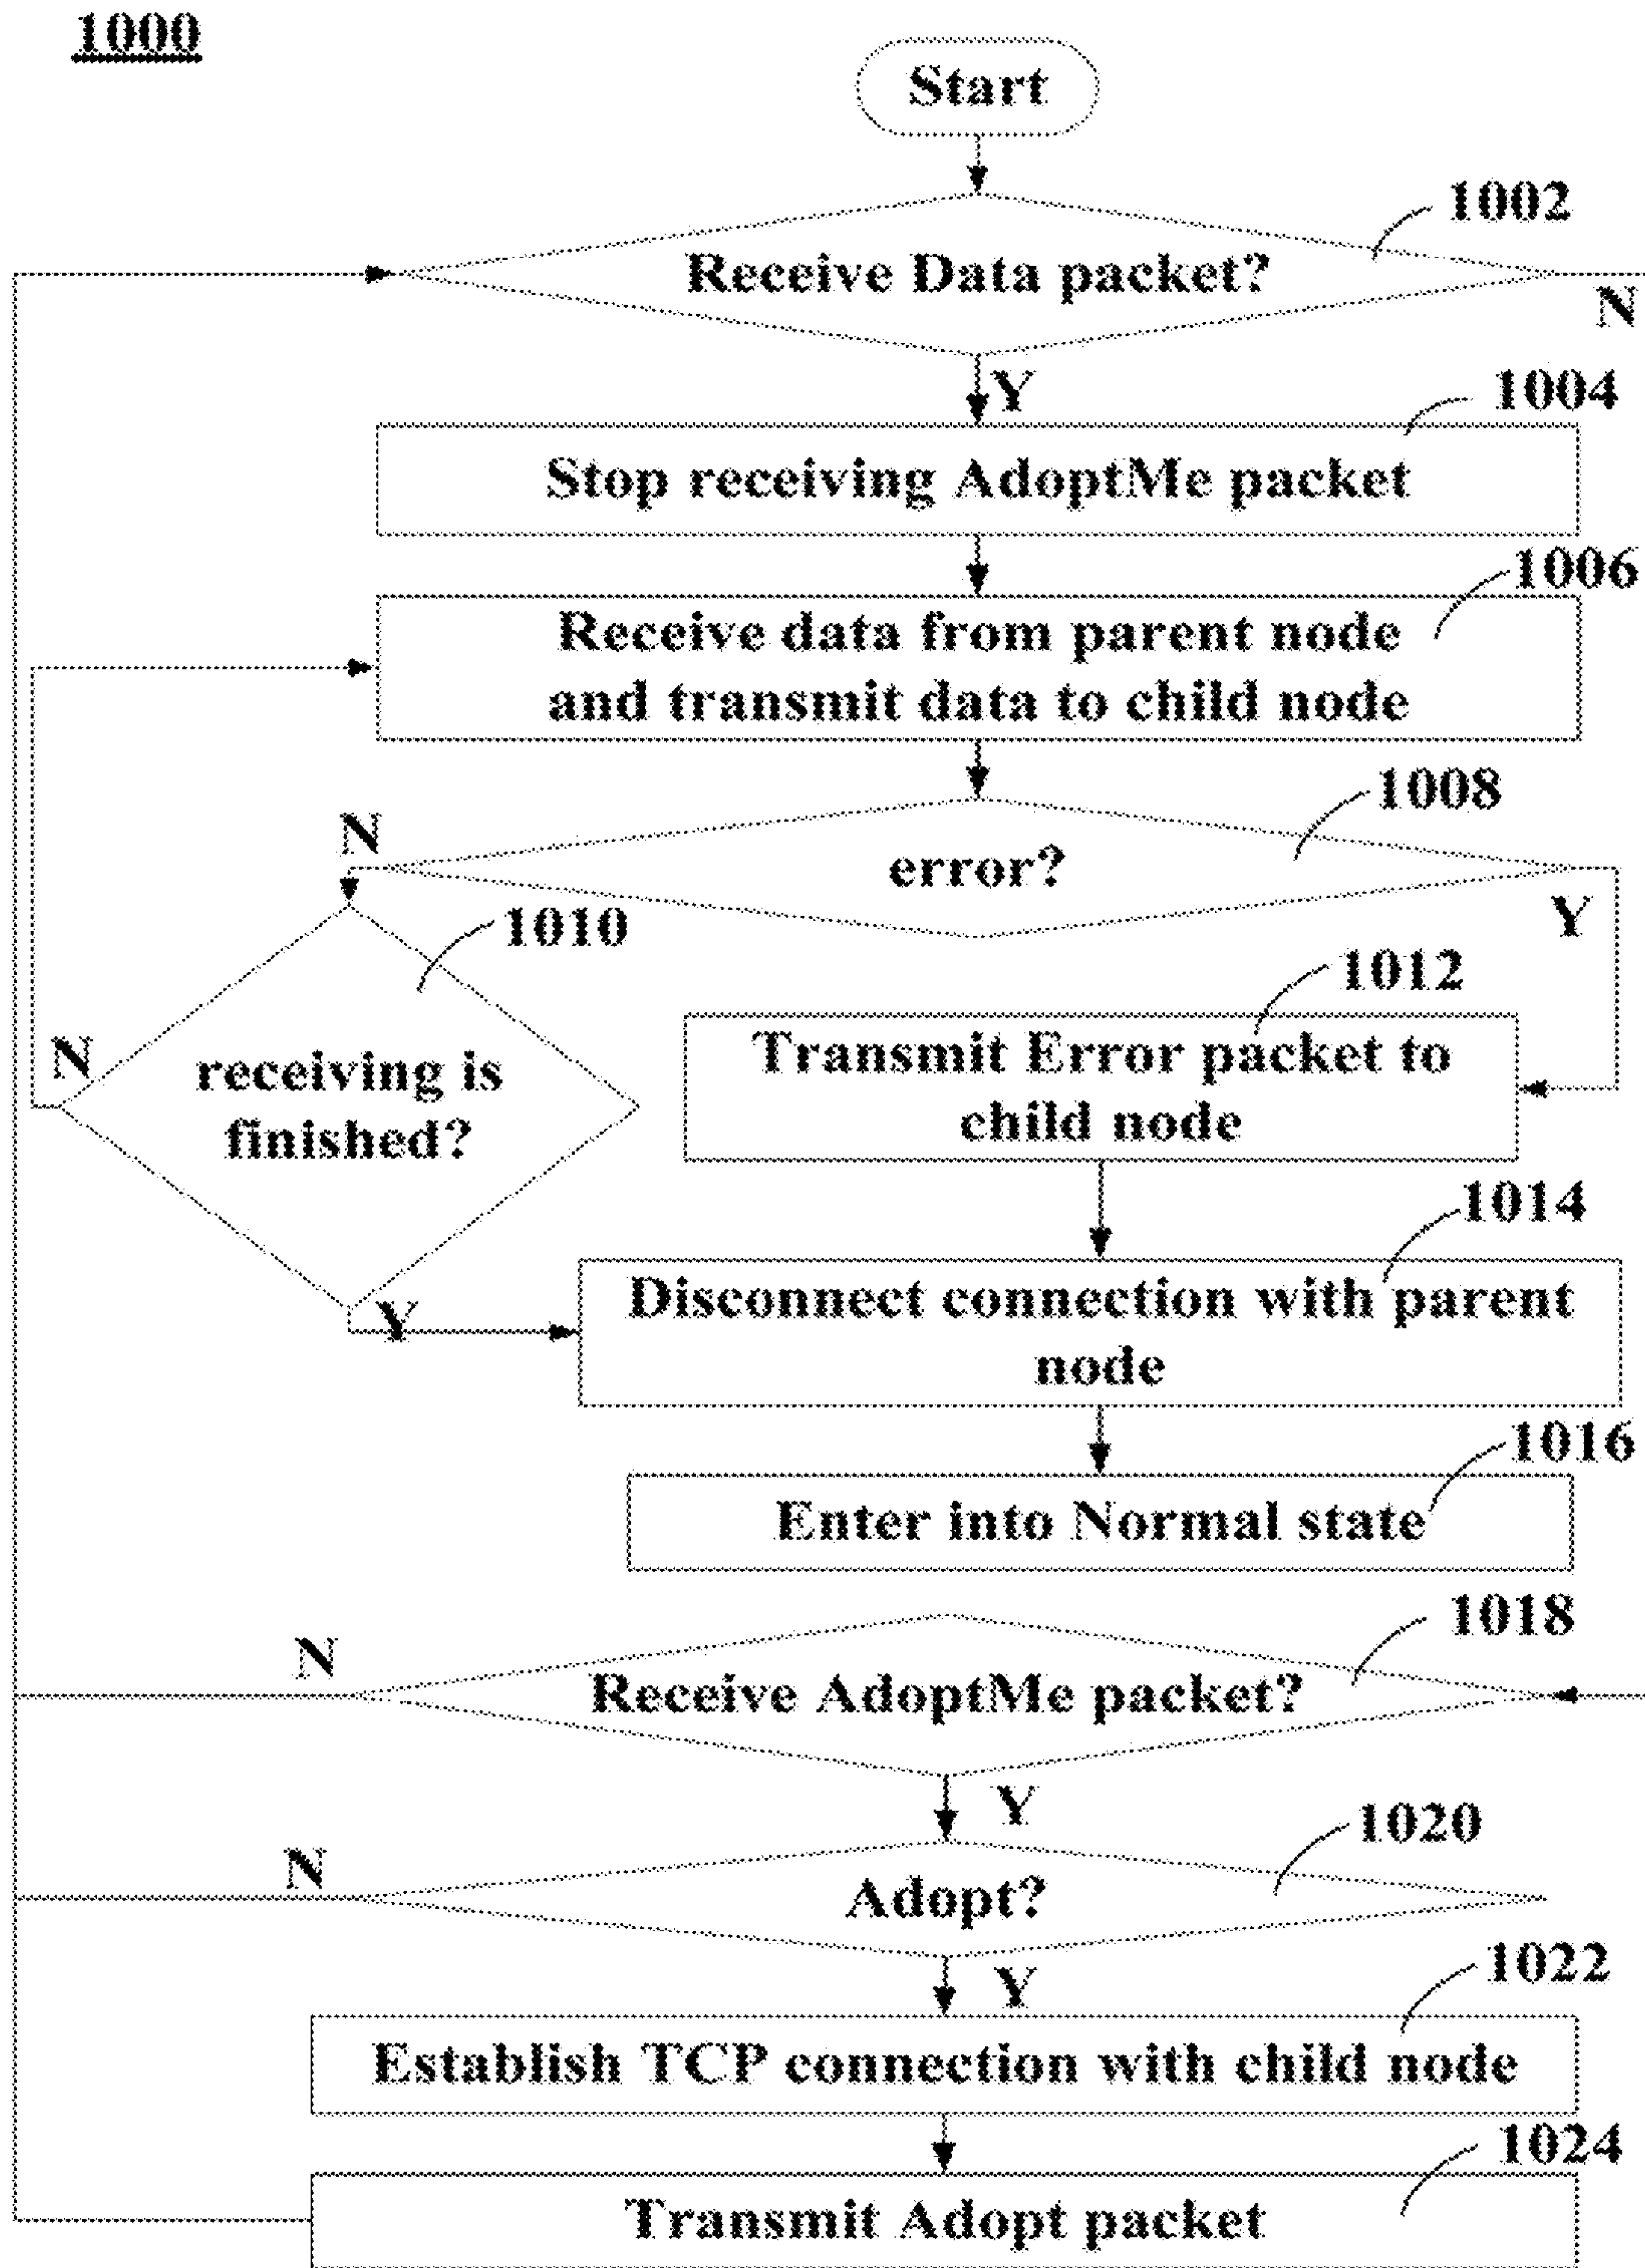 1000
Start
1002
Receive Data packet?
N
Y
1004
Stop receiving AdoptMe packet
1006
Receive data from parent node
and transmit data to child node
1008
N
error?
Y
1010
1012
N
receiving is
finished?
Transmit Error packet to
child node
1014
Y
Disconnect connection with parent
node
1016
Enter into Normal state
1018
N
Receive AdoptMe packet?
Y
1020
N
Adopt?
Y
1022
Establish TCP connection with child node
1024
Transmit Adopt packet